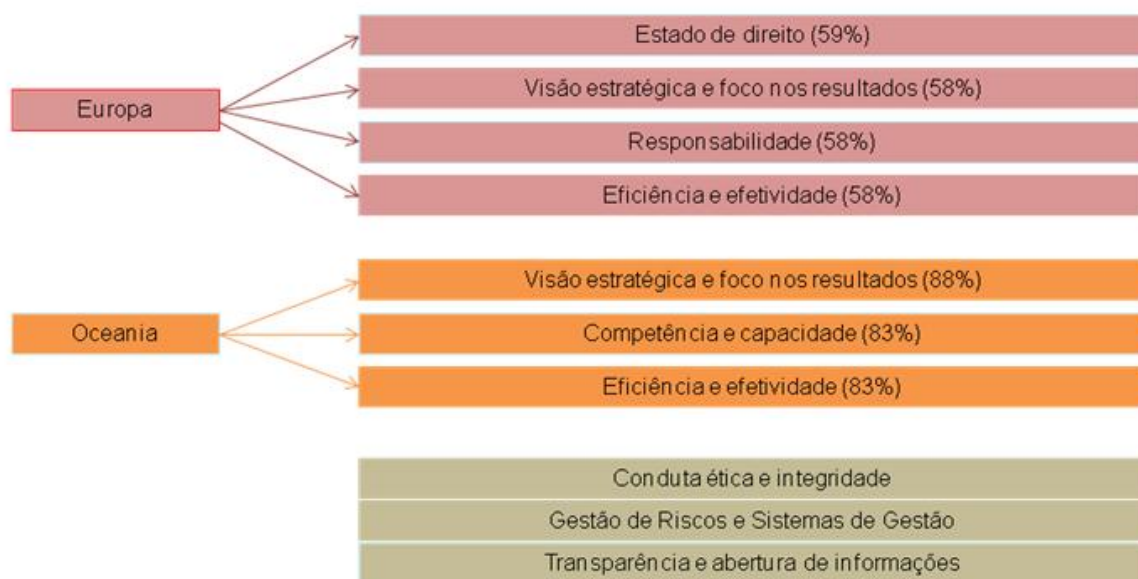 Europa
Estado de direito (59%)
Visão estratégica e foco nos resultados (58%)
Responsabilidade (58%)
Eficiência e efetividade (58%)
Oceania
Visão estratégica e foco nos resultados (88%)
Competência e capacidade (83%)
Eficiência e efetividade (83%)
Conduta ética e integridade
Gestão de Riscos e Sistemas de Gestão
Transparência e abertura de informações